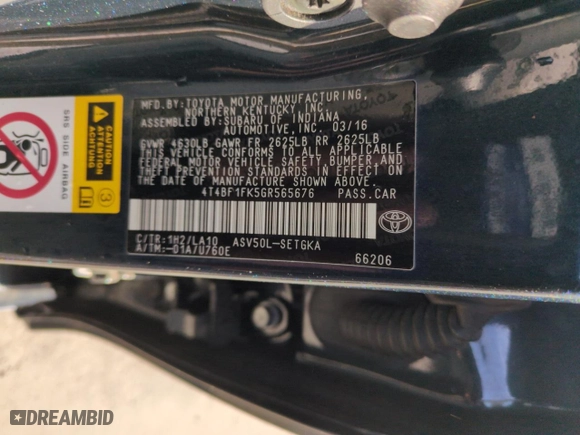 MFD.BY:TOYOTA MOTOR MANUFACTURING,
NORTHERN KENTUCKY,INC.
ASSEMBLED BY:SUBARU OF INDIANA
AUTOMOTIVE, INC. 03/16
GVWR 4630LB GAWR FR 2625LB RR 2625LB
THIS VEHICLE CONFORMS TO ALL APPLICABLE
FEDERAL MOTOR VEHICLE SAFETY,BUMPER,AND
THEFT PREVENTION STANDARDS IN EFFECT ON
THE DATE OF MANUFACTURE SHOWN ABOVE.
4T4BF1FK5GR565676 PASS.CAR
C/TR:1H2/LA10 ASV50L-SETGKA
A/TM:-01A/U760E
66206
TOYOTA
SRS SIDE AIRBAG
CAUTION
3
DREAMBID